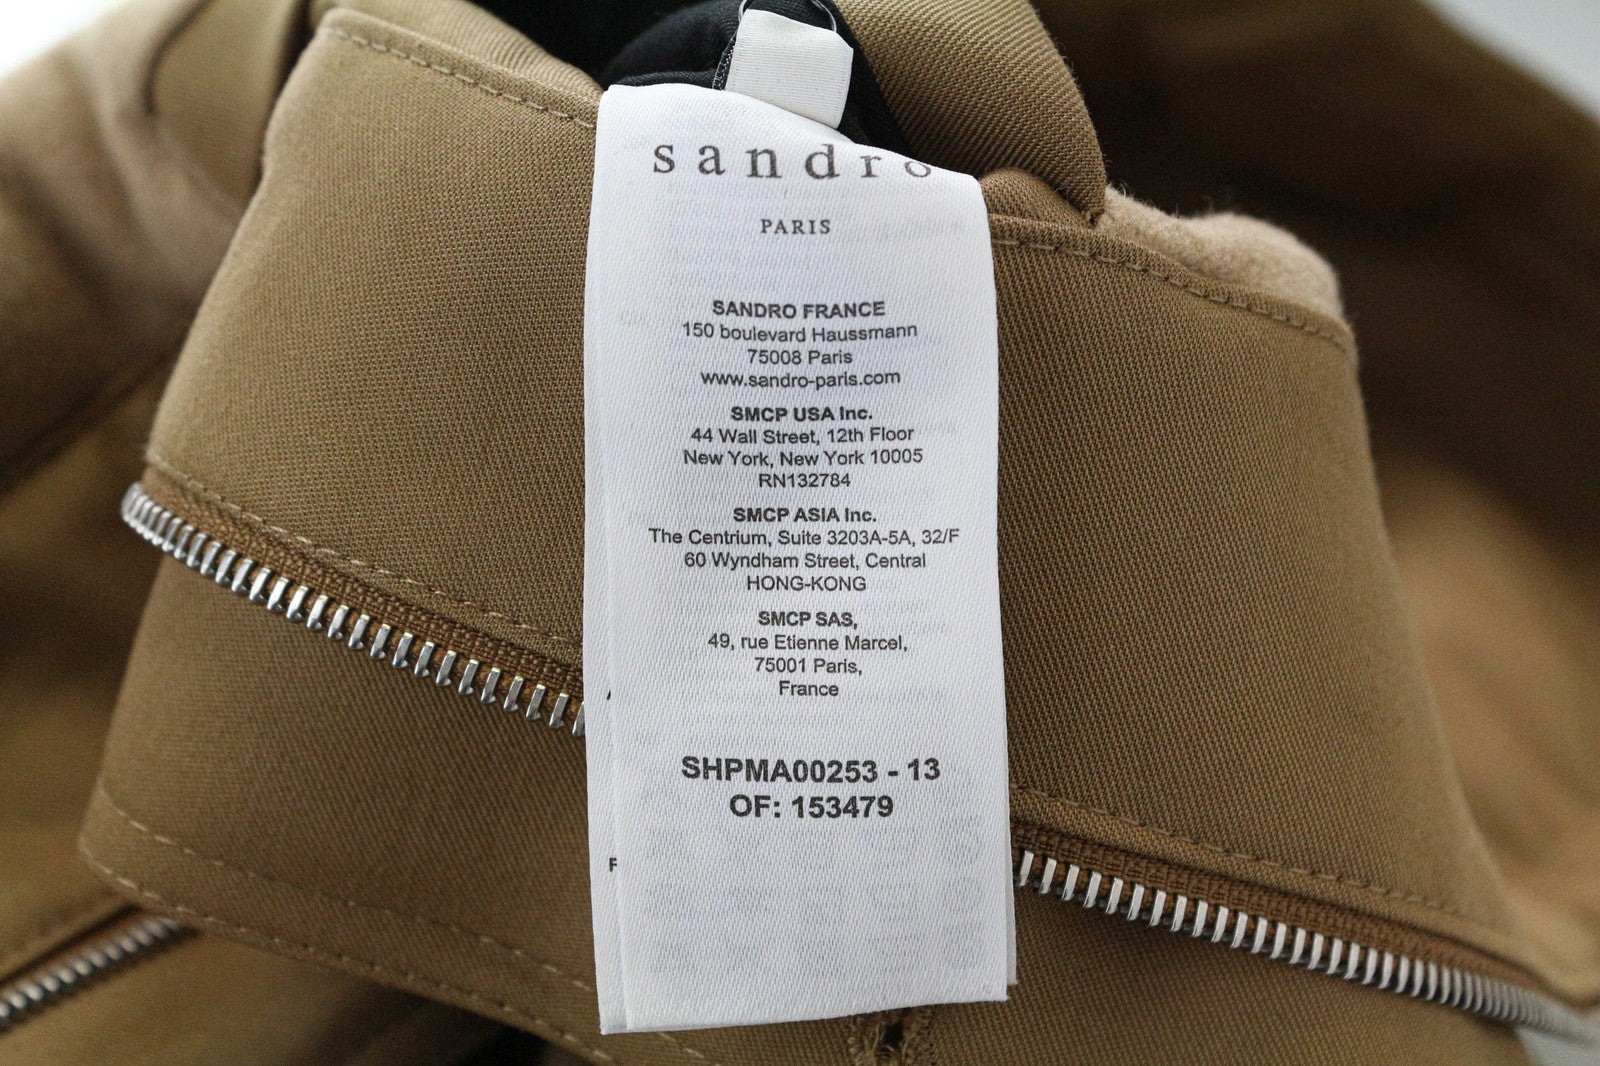 sandro
PARIS
SANDRO FRANCE
150 boulevard Haussmann
75008 Paris
www.sandro-paris.com
SMCP USA Inc.
44 Wall Street, 12th Floor
New York, New York 10005
RN132784
SMCP ASIA Inc.
The Centrium, Suite 3203A-5A, 32/F
60 Wyndham Street, Central
HONG-KONG
SMCP SAS,
49, rue Etienne Marcel,
75001 Paris,
France
SHPMA00253 - 13
OF: 153479
F